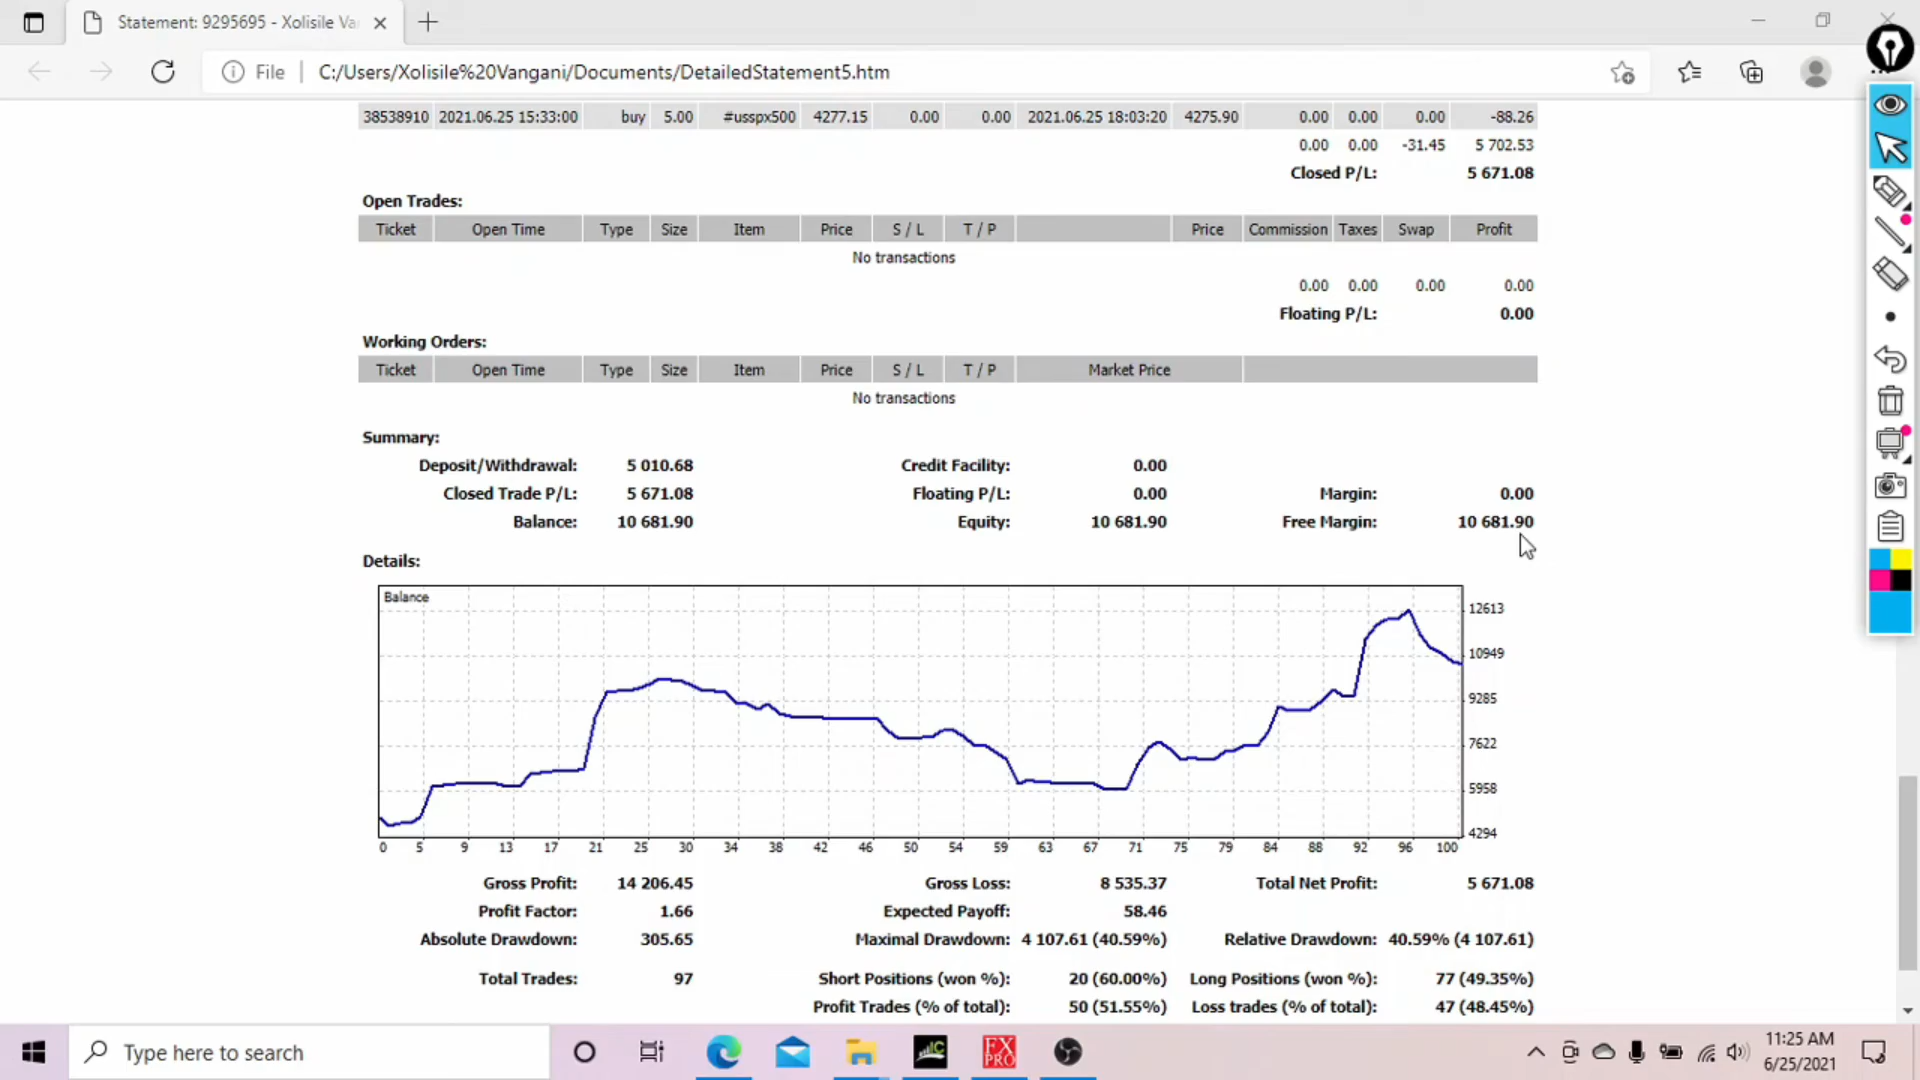 Statement: 9295695 - Xolisile Va
File C:/Users/Xolisile%20Vangani/Documents/DetailedStatement5.htm
38538910 2021.06.25 15:33:00 buy 5.00 #usspx500 4277.15 0.00 0.00 2021.06.25 18:03:20 4275.90 0.00 0.00 0.00 -88.26
0.00 0.00 -31.45 5 702.53
Closed P/L: 5 671.08
Open Trades:
Ticket Open Time Type Size Item Price S / L T / P Price Commission Taxes Swap Profit
No transactions
0.00 0.00 0.00 0.00
Floating P/L: 0.00
Working Orders:
Ticket Open Time Type Size Item Price S / L T / P Market Price
No transactions
Summary:
Deposit/Withdrawal: 5 010.68 Credit Facility: 0.00
Closed Trade P/L: 5 671.08 Floating P/L: 0.00 Margin: 0.00
Balance: 10 681.90 Equity: 10 681.90 Free Margin: 10 681.90
Details:
Balance
12613
10949
9285
7622
5958
4294
0 5 9 13 17 21 25 30 34 38 42 46 50 54 59 63 67 71 75 79 84 88 92 96 100
Gross Profit: 14 206.45 Gross Loss: 8 535.37 Total Net Profit: 5 671.08
Profit Factor: 1.66 Expected Payoff: 58.46
Absolute Drawdown: 305.65 Maximal Drawdown: 4 107.61 (40.59%) Relative Drawdown: 40.59% (4 107.61)
Total Trades: 97 Short Positions (won %): 20 (60.00%) Long Positions (won %): 77 (49.35%)
Profit Trades (% of total): 50 (51.55%) Loss trades (% of total): 47 (48.45%)
Type here to search
FX PRO
11:25 AM
6/25/2021